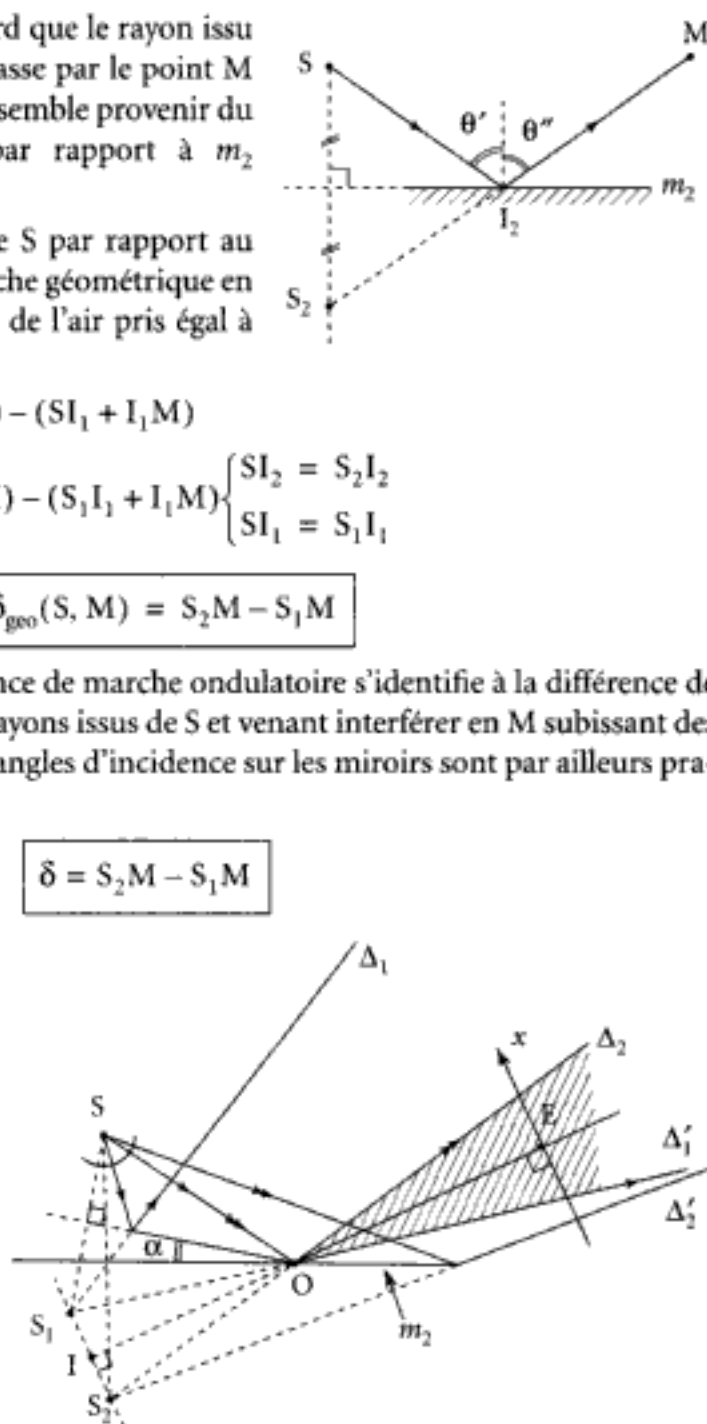 rd que le rayon issu
asse par le point M
semble provenir du
par rapport à m₂
S
M
θ′
θ″
m₂
I₂
S₂
e S par rapport au
che géométrique en
de l'air pris égal à
) – (SI₁ + I₁M)
) – (S₁I₁ + I₁M) { SI₂ = S₂I₂
SI₁ = S₁I₁
geo(S, M) = S₂M – S₁M
nce de marche ondulatoire s'identifie à la différence de
ayons issus de S et venant interférer en M subissant des
angles d'incidence sur les miroirs sont par ailleurs pra-
δ = S₂M – S₁M
Δ₁
x
Δ₂
S
E
Δ′₁
Δ′₂
α
O
m₂
S₁
I
S₂